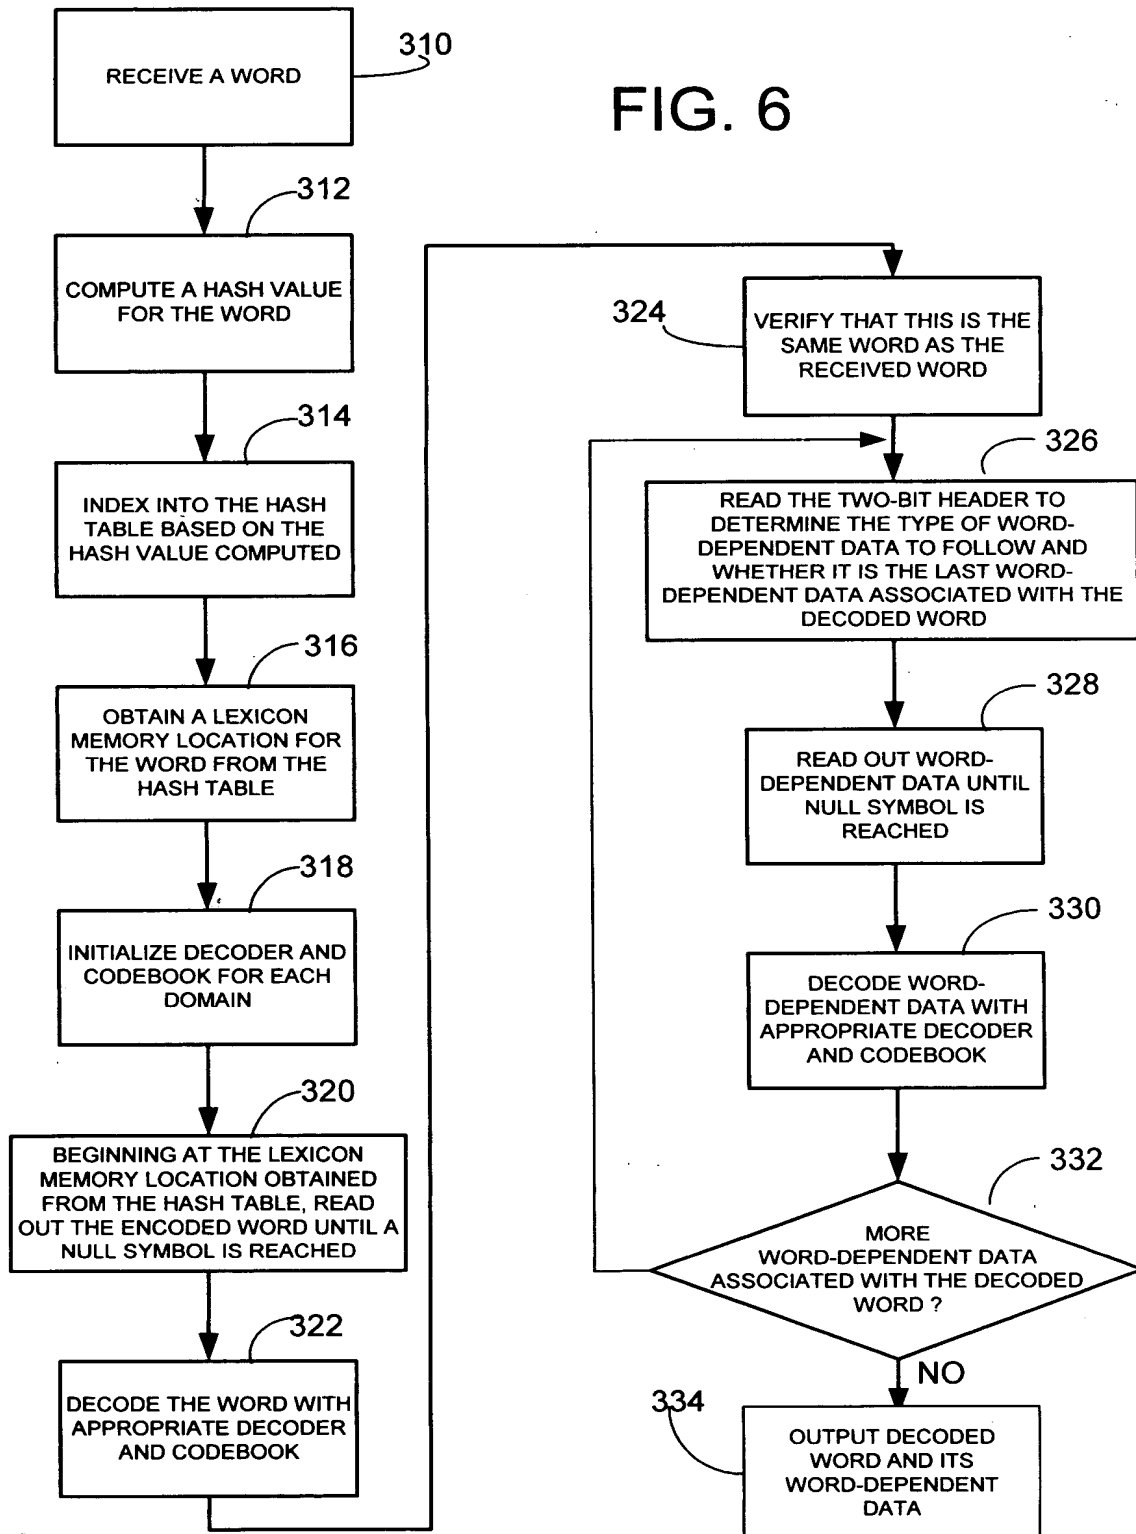 FIG. 6
310
RECEIVE A WORD
312
COMPUTE A HASH VALUE
FOR THE WORD
314
INDEX INTO THE HASH
TABLE BASED ON THE
HASH VALUE COMPUTED
316
OBTAIN A LEXICON
MEMORY LOCATION FOR
THE WORD FROM THE
HASH TABLE
318
INITIALIZE DECODER AND
CODEBOOK FOR EACH
DOMAIN
320
BEGINNING AT THE LEXICON
MEMORY LOCATION OBTAINED
FROM THE HASH TABLE, READ
OUT THE ENCODED WORD UNTIL A
NULL SYMBOL IS REACHED
322
DECODE THE WORD WITH
APPROPRIATE DECODER
AND CODEBOOK
324
VERIFY THAT THIS IS THE
SAME WORD AS THE
RECEIVED WORD
326
READ THE TWO-BIT HEADER TO
DETERMINE THE TYPE OF WORD-
DEPENDENT DATA TO FOLLOW AND
WHETHER IT IS THE LAST WORD-
DEPENDENT DATA ASSOCIATED WITH THE
DECODED WORD
328
READ OUT WORD-
DEPENDENT DATA UNTIL
NULL SYMBOL IS
REACHED
330
DECODE WORD-
DEPENDENT DATA WITH
APPROPRIATE DECODER
AND CODEBOOK
332
MORE
WORD-DEPENDENT DATA
ASSOCIATED WITH THE DECODED
WORD ?
NO
334
OUTPUT DECODED
WORD AND ITS
WORD-DEPENDENT
DATA